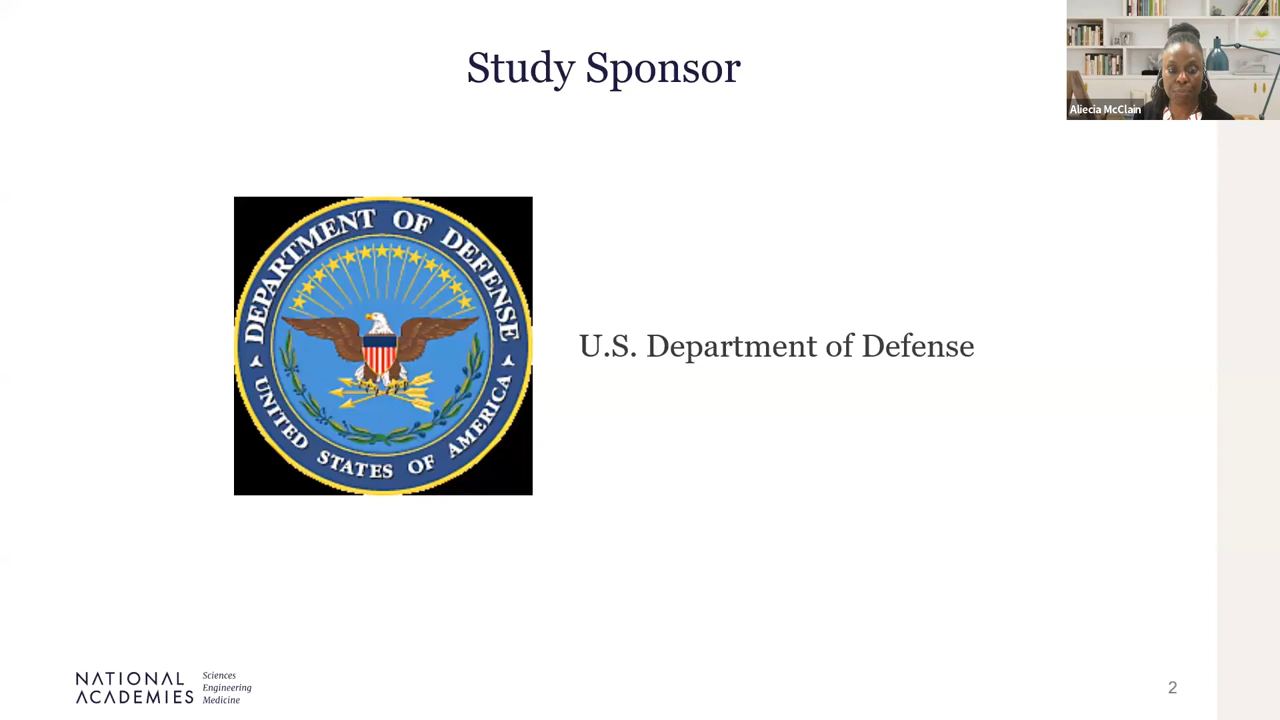 Study Sponsor
Aliecia McClain
DEPARTMENT OF DEFENSE
UNITED STATES OF AMERICA
U.S. Department of Defense
NATIONAL ACADEMIES
Sciences
Engineering
Medicine
2